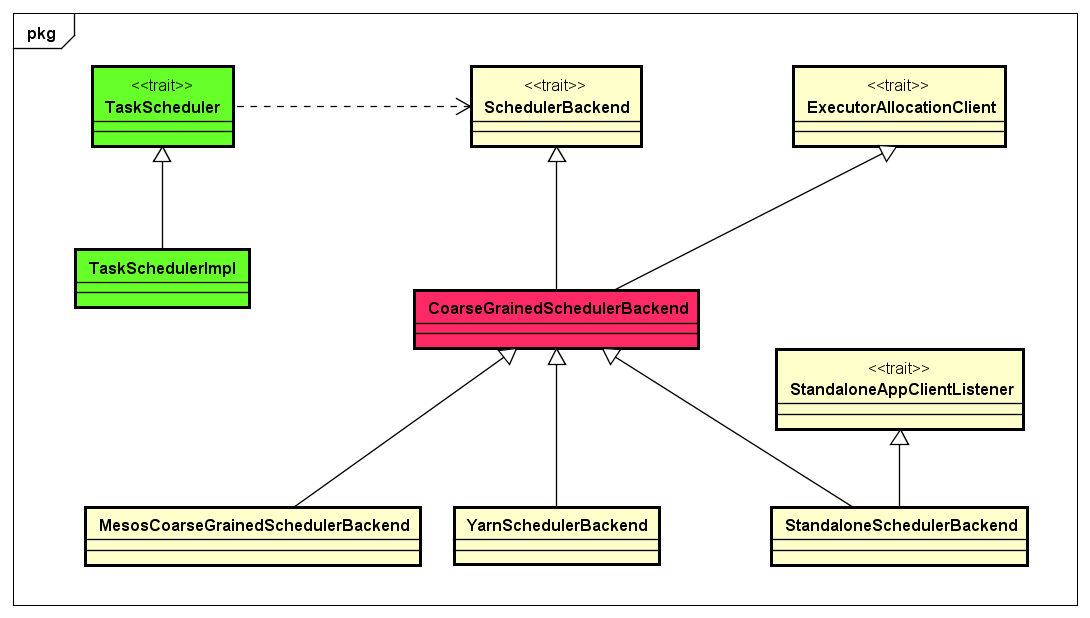 pkg
<<trait>>
TaskScheduler
<<trait>>
SchedulerBackend
<<trait>>
ExecutorAllocationClient
TaskSchedulerImpl
CoarseGrainedSchedulerBackend
<<trait>>
StandaloneAppClientListener
MesosCoarseGrainedSchedulerBackend
YarnSchedulerBackend
StandaloneSchedulerBackend